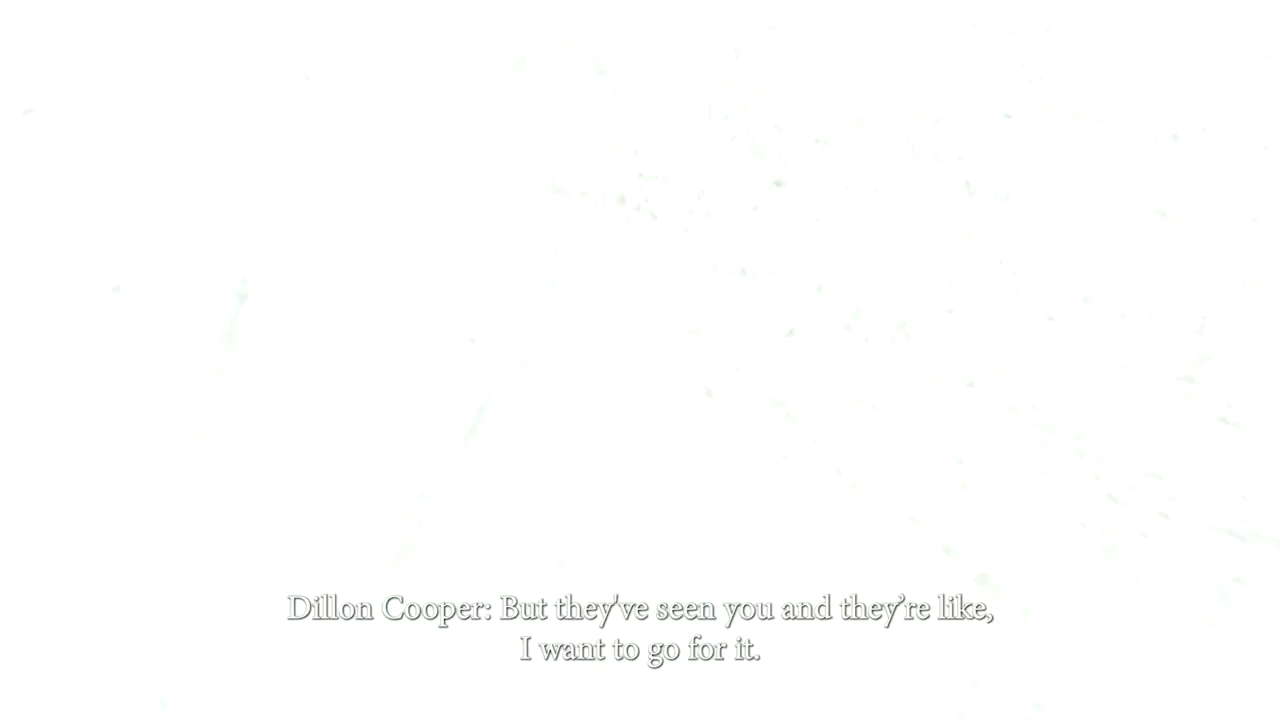 Dillon Cooper: But they've seen you and they’re like,
I want to go for it.